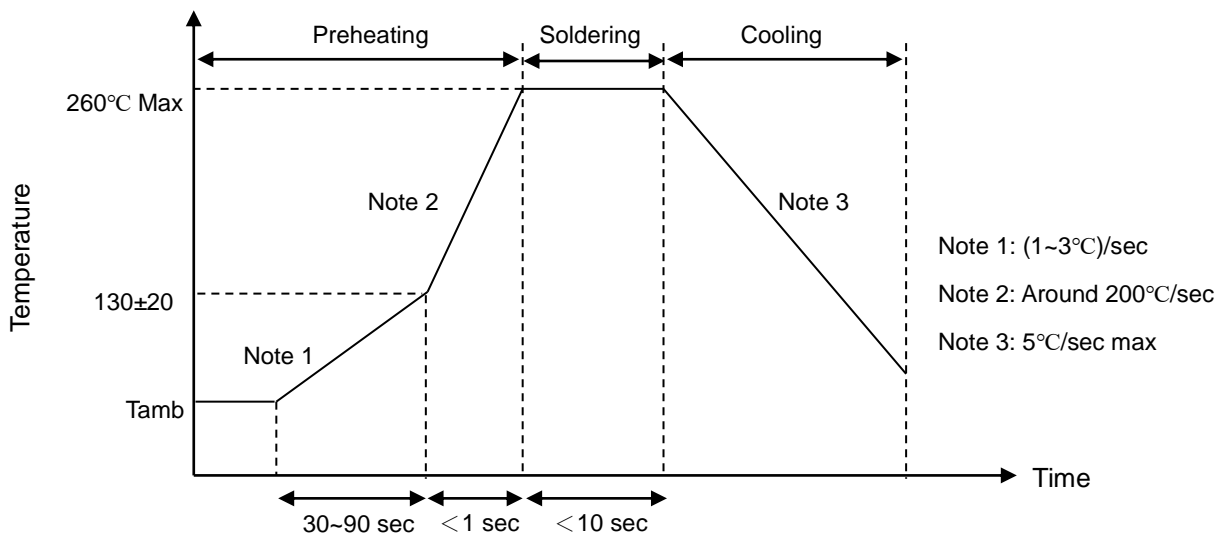 Preheating
Soldering
Cooling
260℃ Max
Note 2
Note 3
Temperature
Note 1: (1~3℃)/sec
130±20
Note 2: Around 200℃/sec
Note 1
Note 3: 5℃/sec max
Tamb
Time
30~90 sec
＜1 sec
＜10 sec